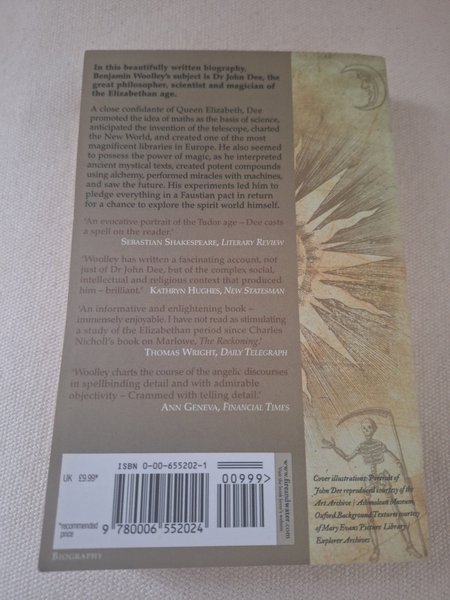 In this beautifully written biography,
Benjamin Woolley's subject is Dr John Dee, the
great philosopher, scientist and magician of
the Elizabethan age.
A close confidante of Queen Elizabeth, Dee
promoted the idea of maths as the basis of science,
anticipated the invention of the telescope, charted
the New World, and created one of the most
magnificent libraries in Europe. He also seemed
to possess the power of magic, as he interpreted
ancient mystical texts, created potent compounds
using alchemy, performed miracles with machines,
and saw the future. His experiments led him to
pledge everything in a Faustian pact in return
for a chance to explore the spirit world himself.
'An evocative portrait of the Tudor age – Dee casts
a spell on the reader.'
SEBASTIAN SHAKESPEARE, LITERARY REVIEW
'Woolley has written a fascinating account, not
just of Dr John Dee, but of the complex social,
intellectual and religious context that produced
him – brilliant.' KATHRYN HUGHES, NEW STATESMAN
'An informative and enlightening book –
immensely enjoyable. I have not read as stimulating
a study of the Elizabethan period since Charles
Nicholl's book on Marlowe, The Reckoning.'
THOMAS WRIGHT, DAILY TELEGRAPH
'Woolley charts the course of the angelic discourses
in spellbinding detail and with admirable
objectivity – Crammed with telling detail.'
ANN GENEVA, FINANCIAL TIMES
ISBN 0-00-655202-1
00999>
UK £9.99*
*recommended
price
9 780006 552024
www.fireandwater.com
Visit the book lover's website
BIOGRAPHY
Cover illustrations: Portrait of
John Dee reproduced courtesy of the
Art Archive / Ashmolean Museum,
Oxford. Background Textures courtesy
of Mary Evans Picture Library /
Explorer Archives